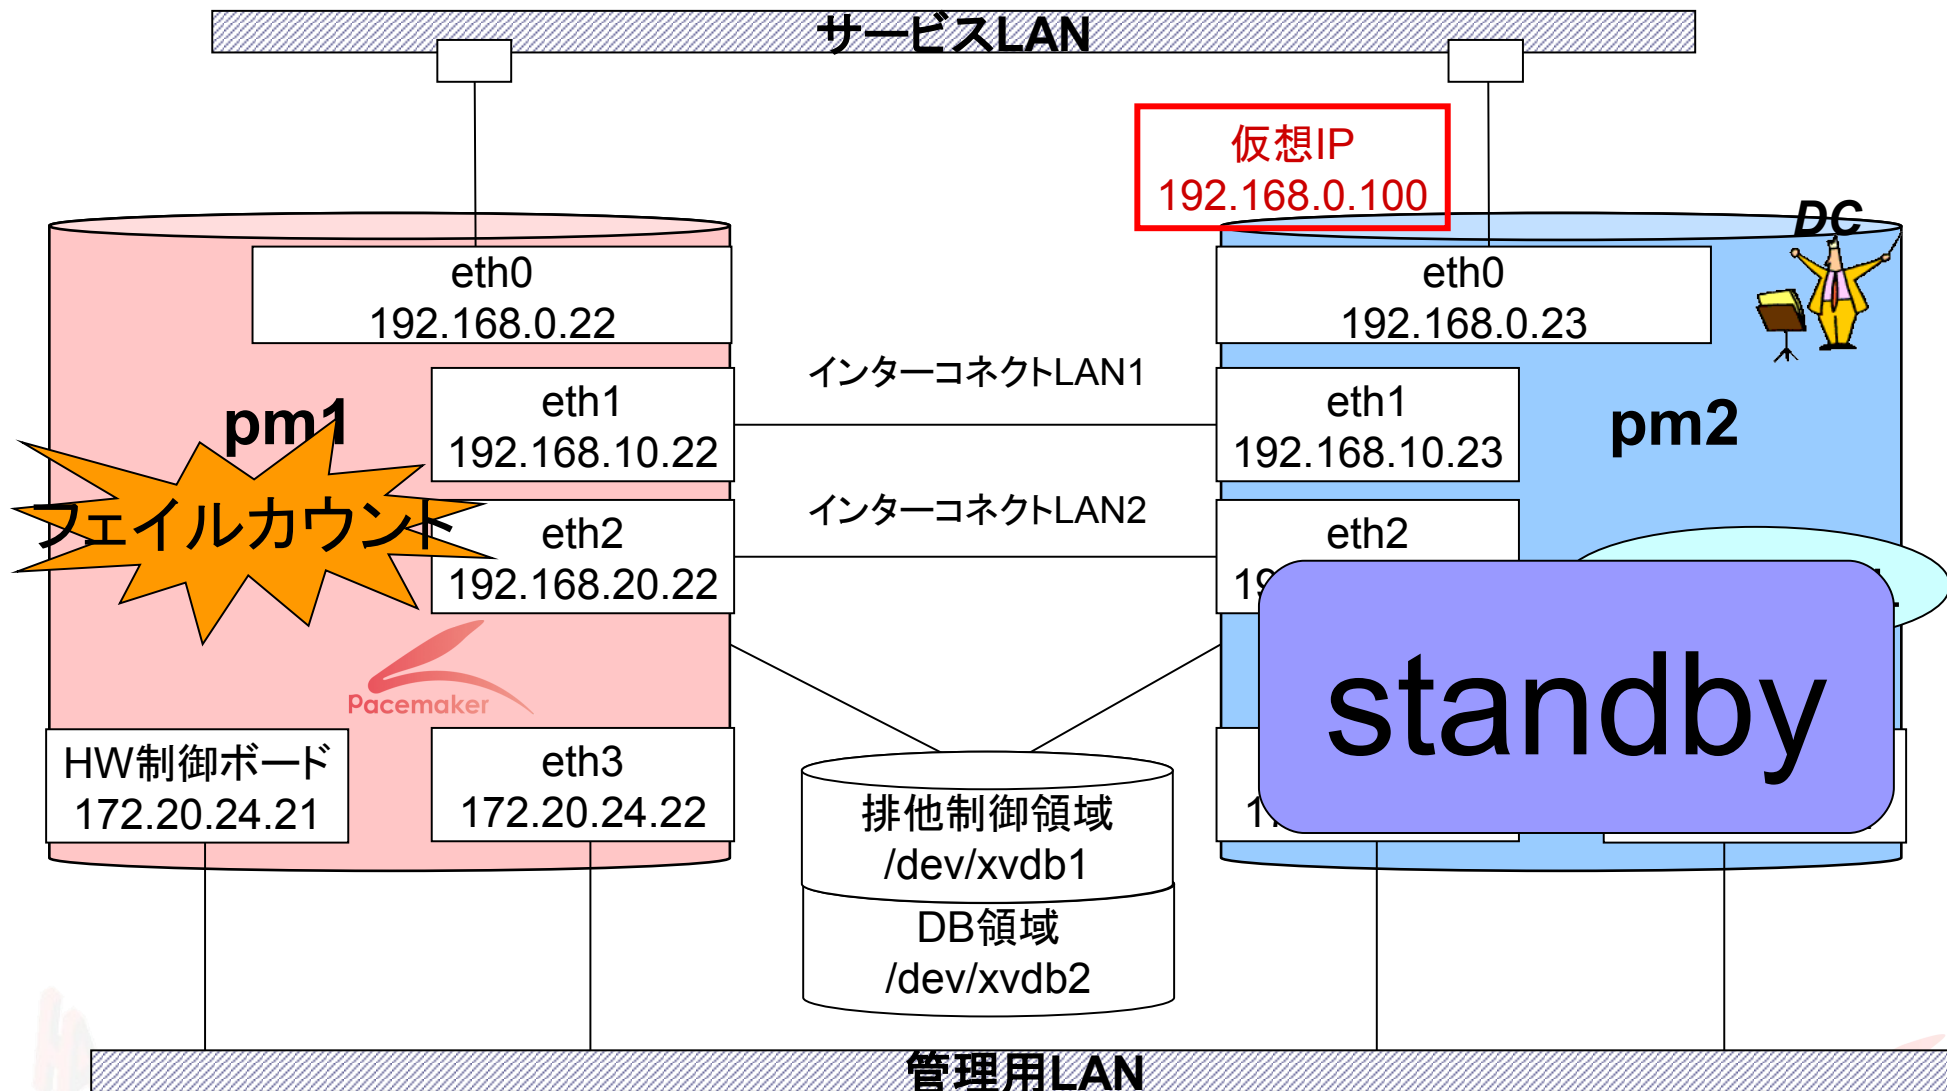 サービスLAN
仮想IP
192.168.0.100
DC
eth0
192.168.0.22
eth0
192.168.0.23
インターコネクトLAN1
pm1
eth1
192.168.10.22
eth1
192.168.10.23
pm2
フェイルカウント
インターコネクトLAN2
eth2
192.168.20.22
eth2
19
standby
pacemaker
HW制御ボード
172.20.24.21
eth3
172.20.24.22
排他制御領域
/dev/xvdb1
DB領域
/dev/xvdb2
管理用LAN